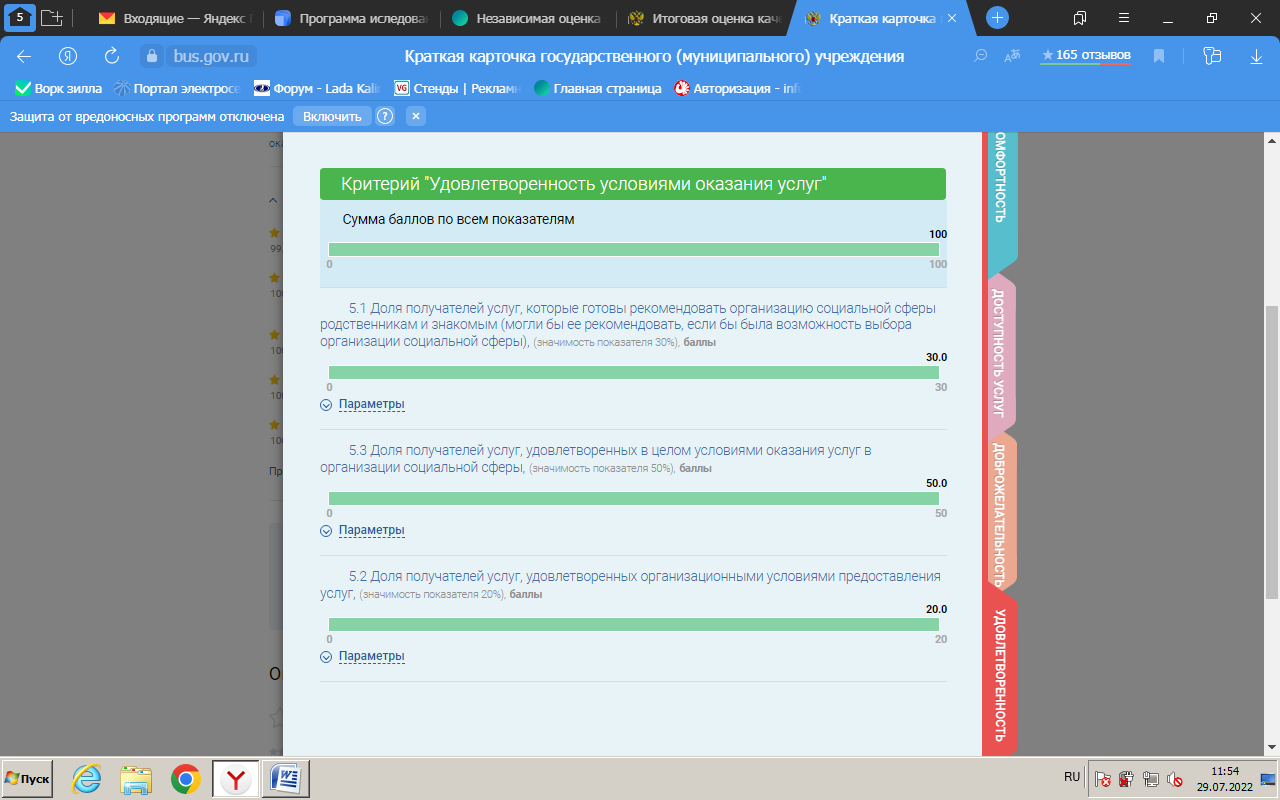 5
Входящие — Яндекс
Программа иследова
Независимая оценка
Итоговая оценка каче
Краткая карточка
bus.gov.ru
Краткая карточка государственного (муниципального) учреждения
★ 165 отзывов
Ворк зилла
Портал электросе
Форум - Lada Kali
VG Стенды | Реклам
Главная страница
Авторизация - inf
Защита от вредоносных программ отключена
Включить
?
Критерий "Удовлетворенность условиями оказания услуг"
Сумма баллов по всем показателям
100
0
100
5.1 Доля получателей услуг, которые готовы рекомендовать организацию социальной сферы
родственникам и знакомым (могли бы ее рекомендовать, если бы была возможность выбора
организации социальной сферы), (значимость показателя 30%), баллы
30.0
0
30
Параметры
5.3 Доля получателей услуг, удовлетворенных в целом условиями оказания услуг в
организации социальной сферы, (значимость показателя 50%), баллы
50.0
0
50
Параметры
5.2 Доля получателей услуг, удовлетворенных организационными условиями предоставления
услуг, (значимость показателя 20%), баллы
20.0
0
20
Параметры
ОМФОРТНОСТЬ
ДОСТУПНОСТЬ УСЛУГ
ДОБРОЖЕЛАТЕЛЬНОСТЬ
УДОВЛЕТВОРЕННОСТЬ
Пуск
RU
11:54
29.07.2022